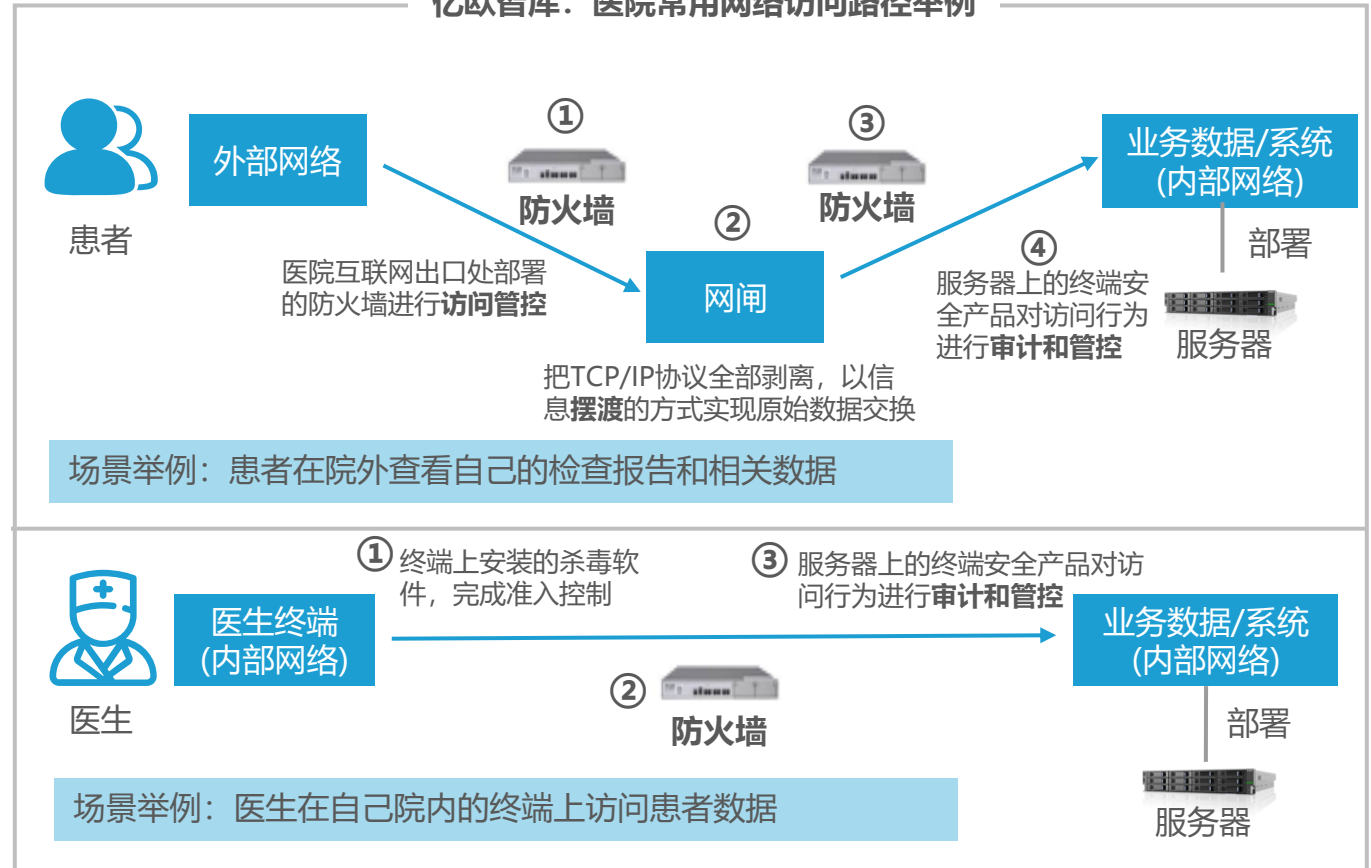 亿欧智库：医院常用网络访问路径举例
①
③
外部网络
业务数据/系统
(内部网络)
防火墙
防火墙
患者
②
部署
④
医院互联网出口处部署
的防火墙进行访问管控
网闸
服务器上的终端安
全产品对访问行为
进行审计和管控
服务器
把TCP/IP协议全部剥离，以信
息摆渡的方式实现原始数据交换
场景举例：患者在院外查看自己的检查报告和相关数据
① 终端上安装的杀毒软
件，完成准入控制
③ 服务器上的终端安全产品对访
问行为进行审计和管控
医生终端
(内部网络)
业务数据/系统
(内部网络)
②
防火墙
医生
部署
场景举例：医生在自己院内的终端上访问患者数据
服务器